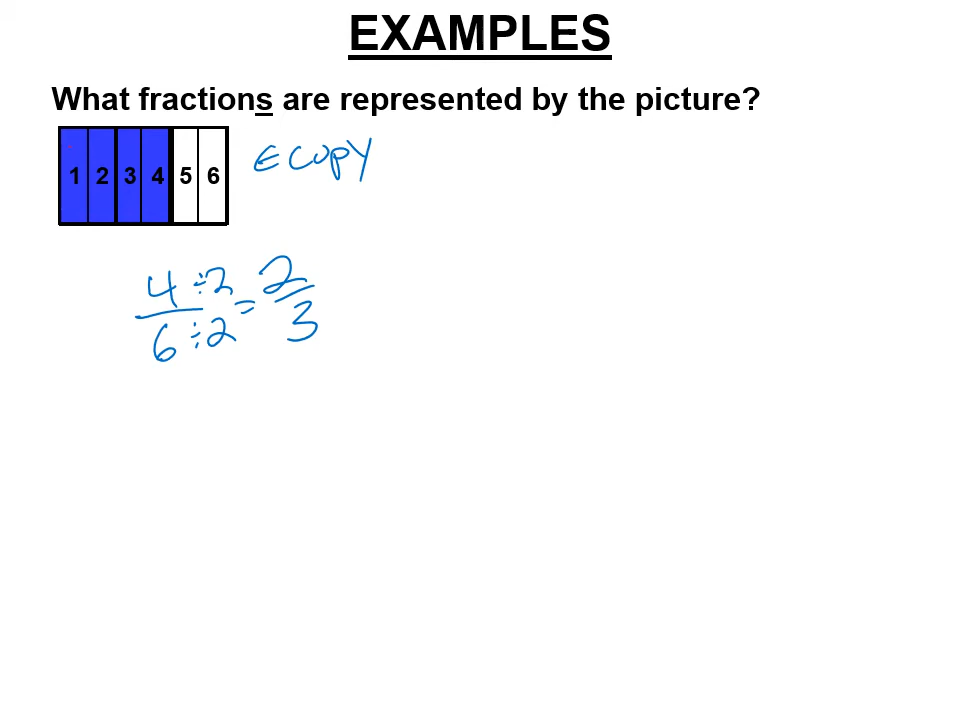 EXAMPLES
What fractions are represented by the picture?
1 2 3 4 5 6
← COPY
4 ÷2 = 2
6 ÷2 3